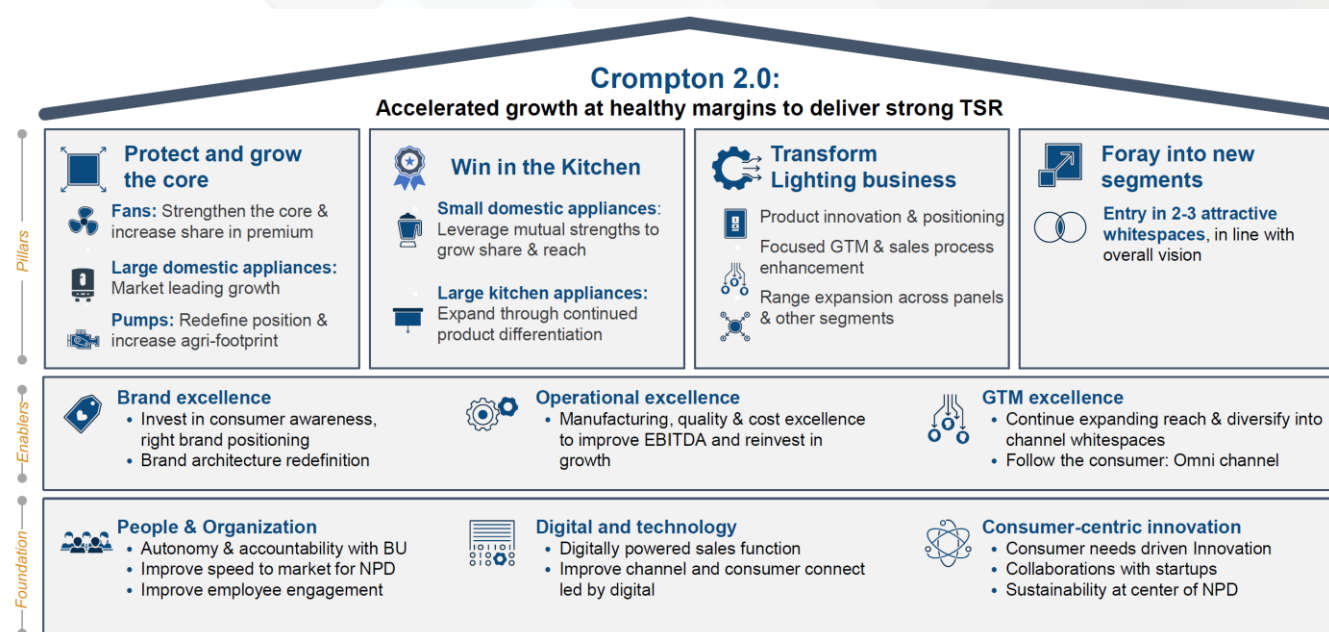 Crompton 2.0:
Accelerated growth at healthy margins to deliver strong TSR
Pillars
Protect and grow
the core
Fans: Strengthen the core &
increase share in premium
Large domestic appliances:
Market leading growth
Pumps: Redefine position &
increase agri-footprint
Win in the Kitchen
Small domestic appliances:
Leverage mutual strengths to
grow share & reach
Large kitchen appliances:
Expand through continued
product differentiation
Transform
Lighting business
Product innovation & positioning
Focused GTM & sales process
enhancement
Range expansion across panels
& other segments
Foray into new
segments
Entry in 2-3 attractive
whitespaces, in line with
overall vision
Enablers
Brand excellence
• Invest in consumer awareness,
right brand positioning
• Brand architecture redefinition
Operational excellence
• Manufacturing, quality & cost excellence
to improve EBITDA and reinvest in
growth
GTM excellence
• Continue expanding reach & diversify into
channel whitespaces
• Follow the consumer: Omni channel
Foundation
People & Organization
• Autonomy & accountability with BU
• Improve speed to market for NPD
• Improve employee engagement
Digital and technology
• Digitally powered sales function
• Improve channel and consumer connect
led by digital
Consumer-centric innovation
• Consumer needs driven Innovation
• Collaborations with startups
• Sustainability at center of NPD